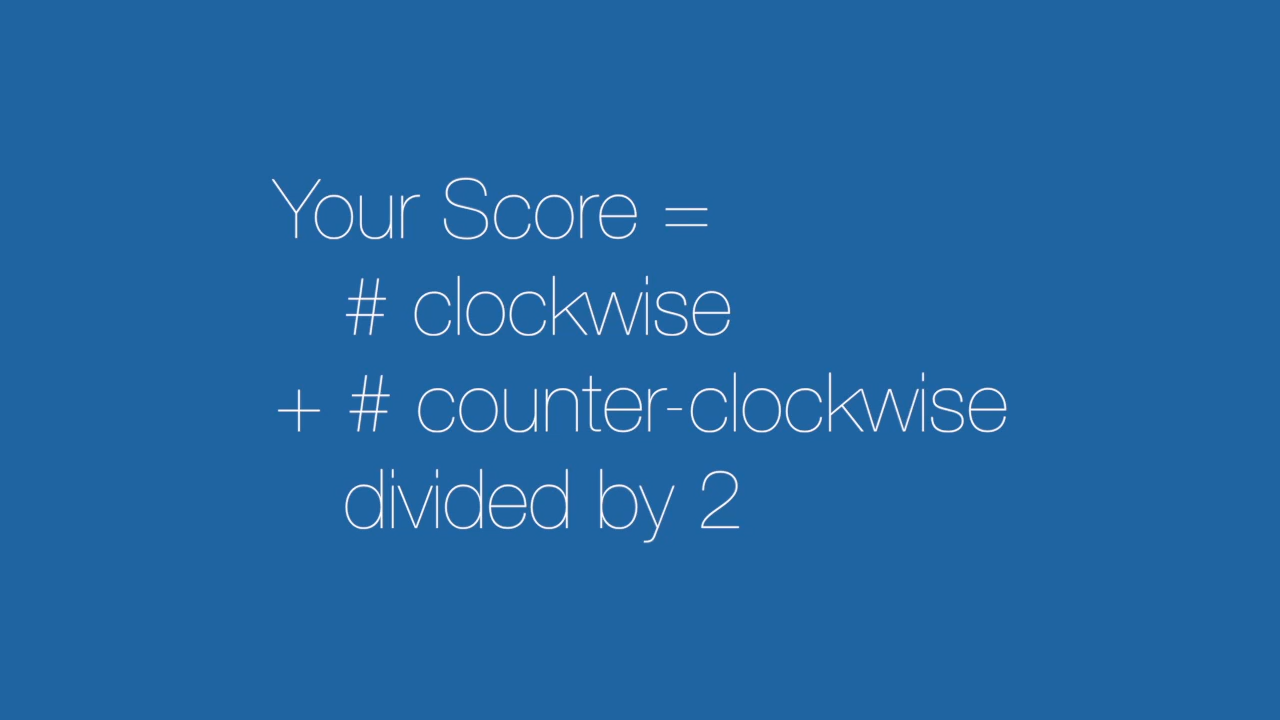 Your Score =
# clockwise
+ # counter-clockwise
divided by 2